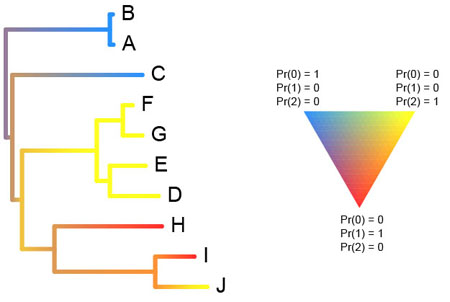 B
A
C
F
G
E
D
H
I
J
Pr(0) = 1
Pr(1) = 0
Pr(2) = 0
Pr(0) = 0
Pr(1) = 0
Pr(2) = 1
Pr(0) = 0
Pr(1) = 1
Pr(2) = 0